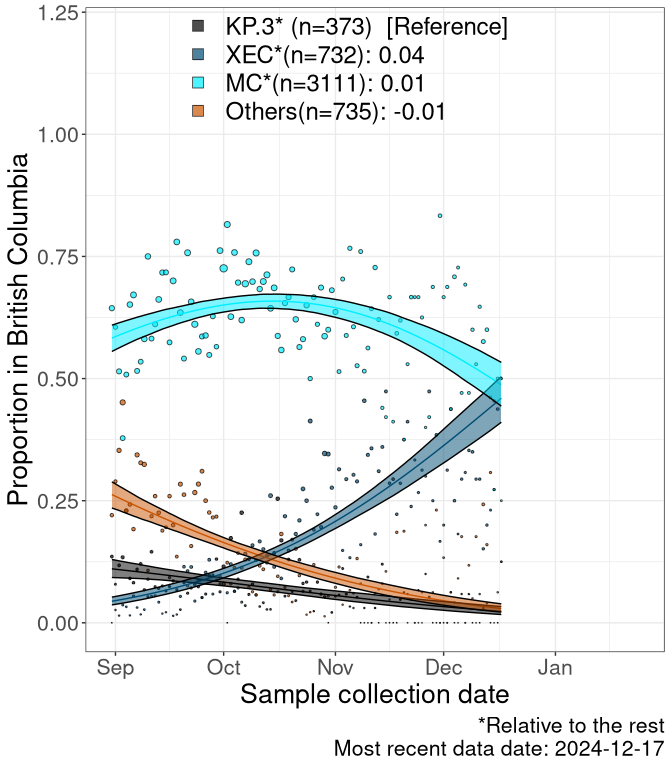 KP.3* (n=373)  [Reference]
XEC*(n=732): 0.04
MC*(n=3111): 0.01
Others(n=735): -0.01
1.25
1.00
0.75
0.50
0.25
0.00
Proportion in British Columbia
Sep Oct Nov Dec Jan
Sample collection date
*Relative to the rest
Most recent data date: 2024-12-17